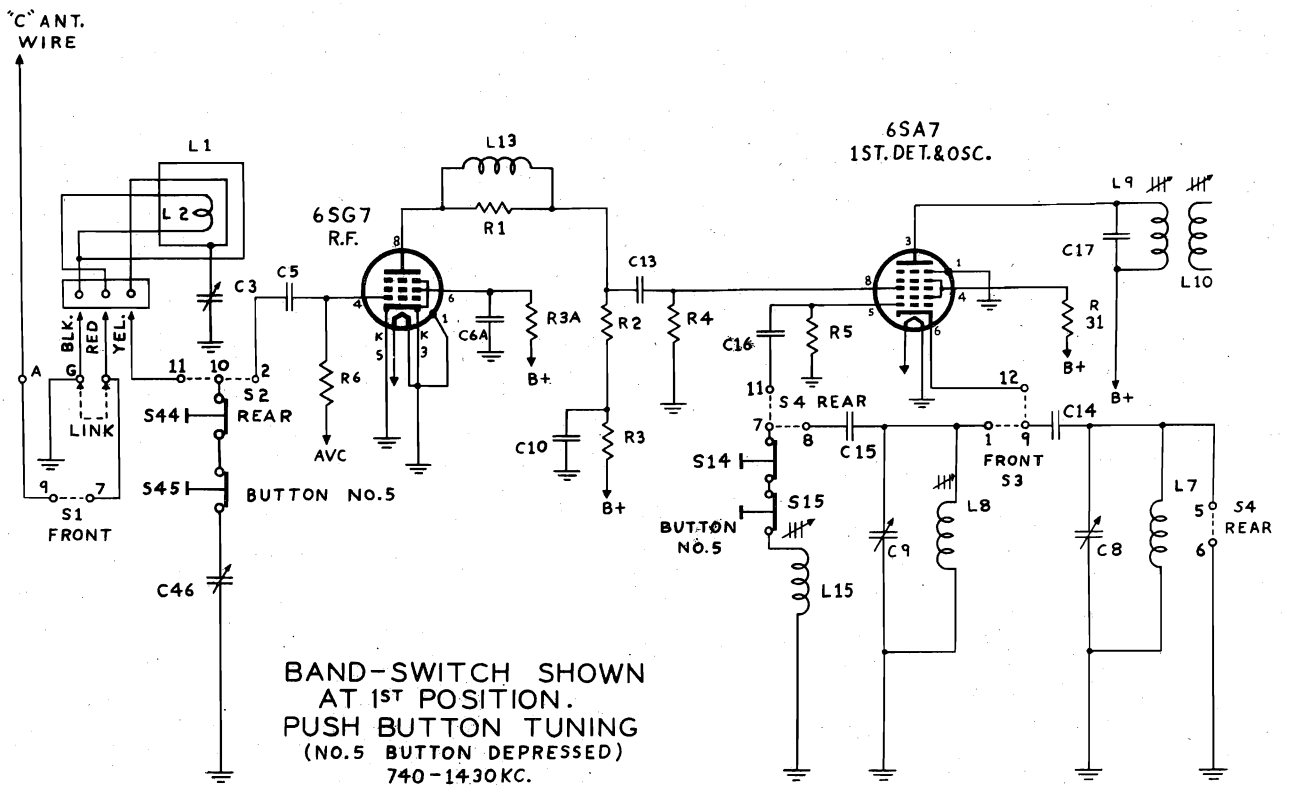 "C" ANT.
WIRE
L1
L2
BLK.
RED
YEL.
A
G
LINK
9
7
S1
FRONT
C3
11
10
2
S2
REAR
S44
S45
BUTTON NO.5
C46
C5
R6
AVC
6SG7
R.F.
8
4
6
K
5
K
3
1
L13
R1
C6A
R3A
B+
C13
R2
R4
C10
R3
B+
6SA7
1ST. DET.&OSC.
3
8
5
1
4
6
C16
R5
11
S4 REAR
7
8
S14
S15
BUTTON
NO.5
L15
C15
C9
L8
12
1
9
FRONT
S3
C14
C8
L7
5
6
S4
REAR
L9
C17
L10
R
31
B+
B+
BAND-SWITCH SHOWN
AT 1ST POSITION.
PUSH BUTTON TUNING
(NO.5 BUTTON DEPRESSED)
740-1430KC.